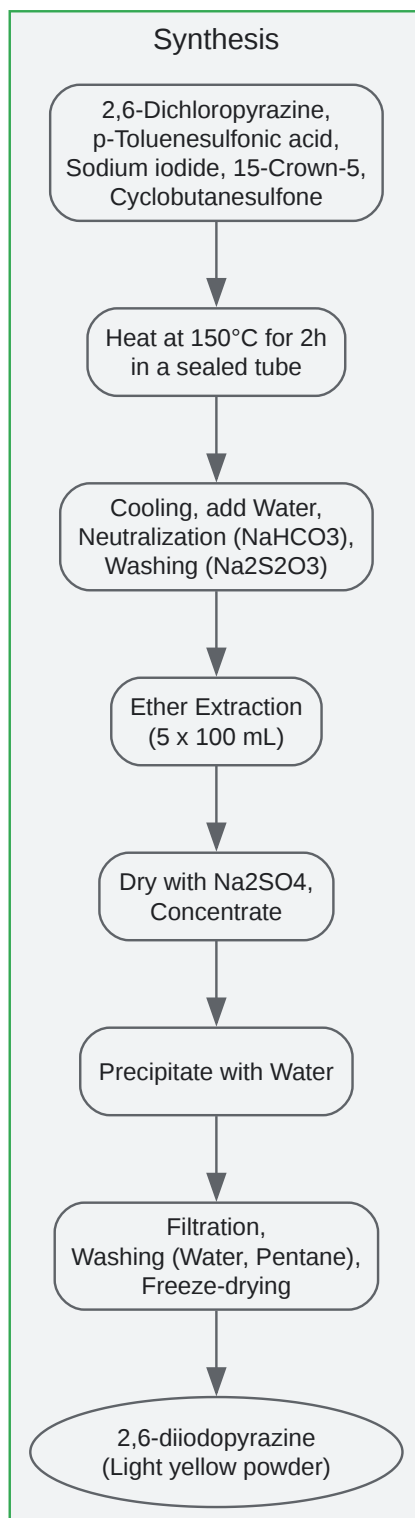 Synthesis
2,6-Dichloropyrazine,
p-Toluenesulfonic acid,
Sodium iodide, 15-Crown-5,
Cyclobutanesulfone
Heat at 150°C for 2h
in a sealed tube
Cooling, add Water,
Neutralization (NaHCO3),
Washing (Na2S2O3)
Ether Extraction
(5 x 100 mL)
Dry with Na2SO4,
Concentrate
Precipitate with Water
Filtration,
Washing (Water, Pentane),
Freeze-drying
2,6-diiodopyrazine
(Light yellow powder)